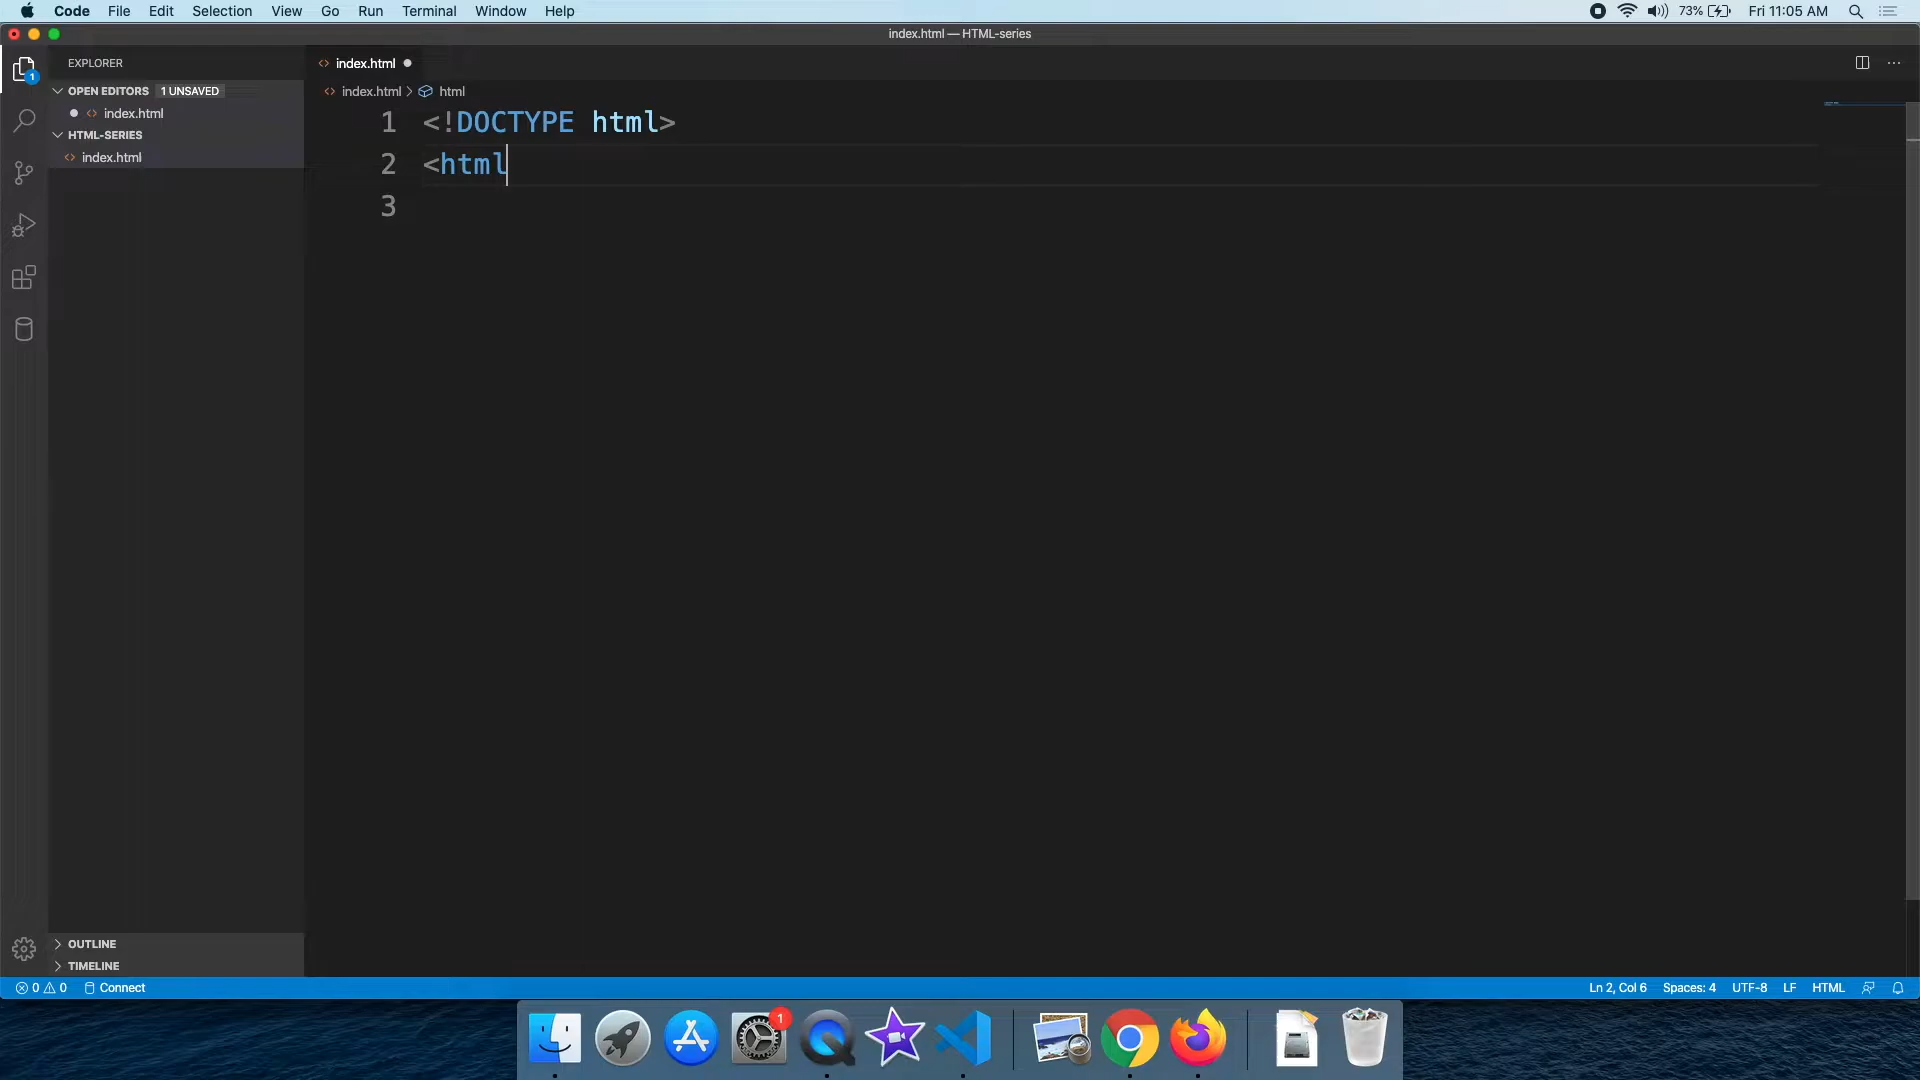 Code File Edit Selection View Go Run Terminal Window Help 73% Fri 11:05 AM
index.html — HTML-series
EXPLORER
index.html
OPEN EDITORS 1 UNSAVED
index.html > html
index.html
HTML-SERIES
index.html
1 <!DOCTYPE html>
2 <html
3
OUTLINE
TIMELINE
0 0 Connect Ln 2, Col 6 Spaces: 4 UTF-8 LF HTML
1
1